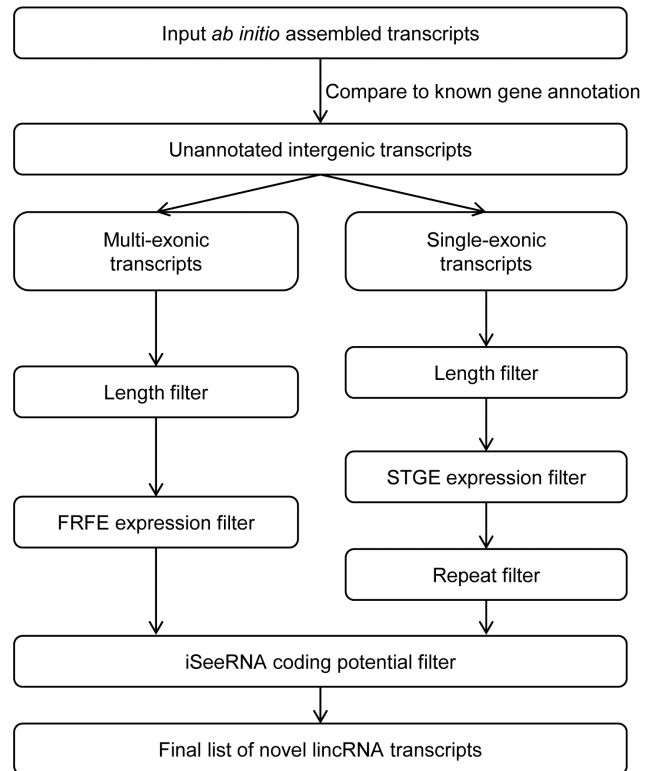 Input ab initio assembled transcripts
Compare to known gene annotation
Unannotated intergenic transcripts
Multi-exonic
transcripts
Single-exonic
transcripts
Length filter
Length filter
STGE expression filter
FRFE expression filter
Repeat filter
iSeeRNA coding potential filter
Final list of novel lincRNA transcripts